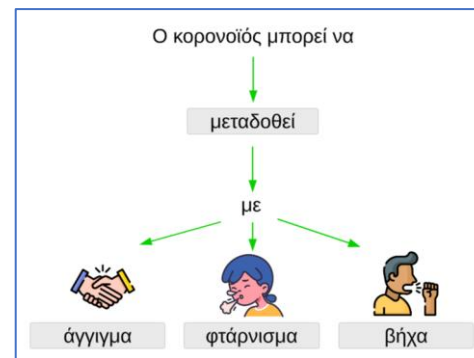 Ο κορονοϊός μπορεί να
μεταδοθεί
με
άγγιγμα
φτάρνισμα
βήχα